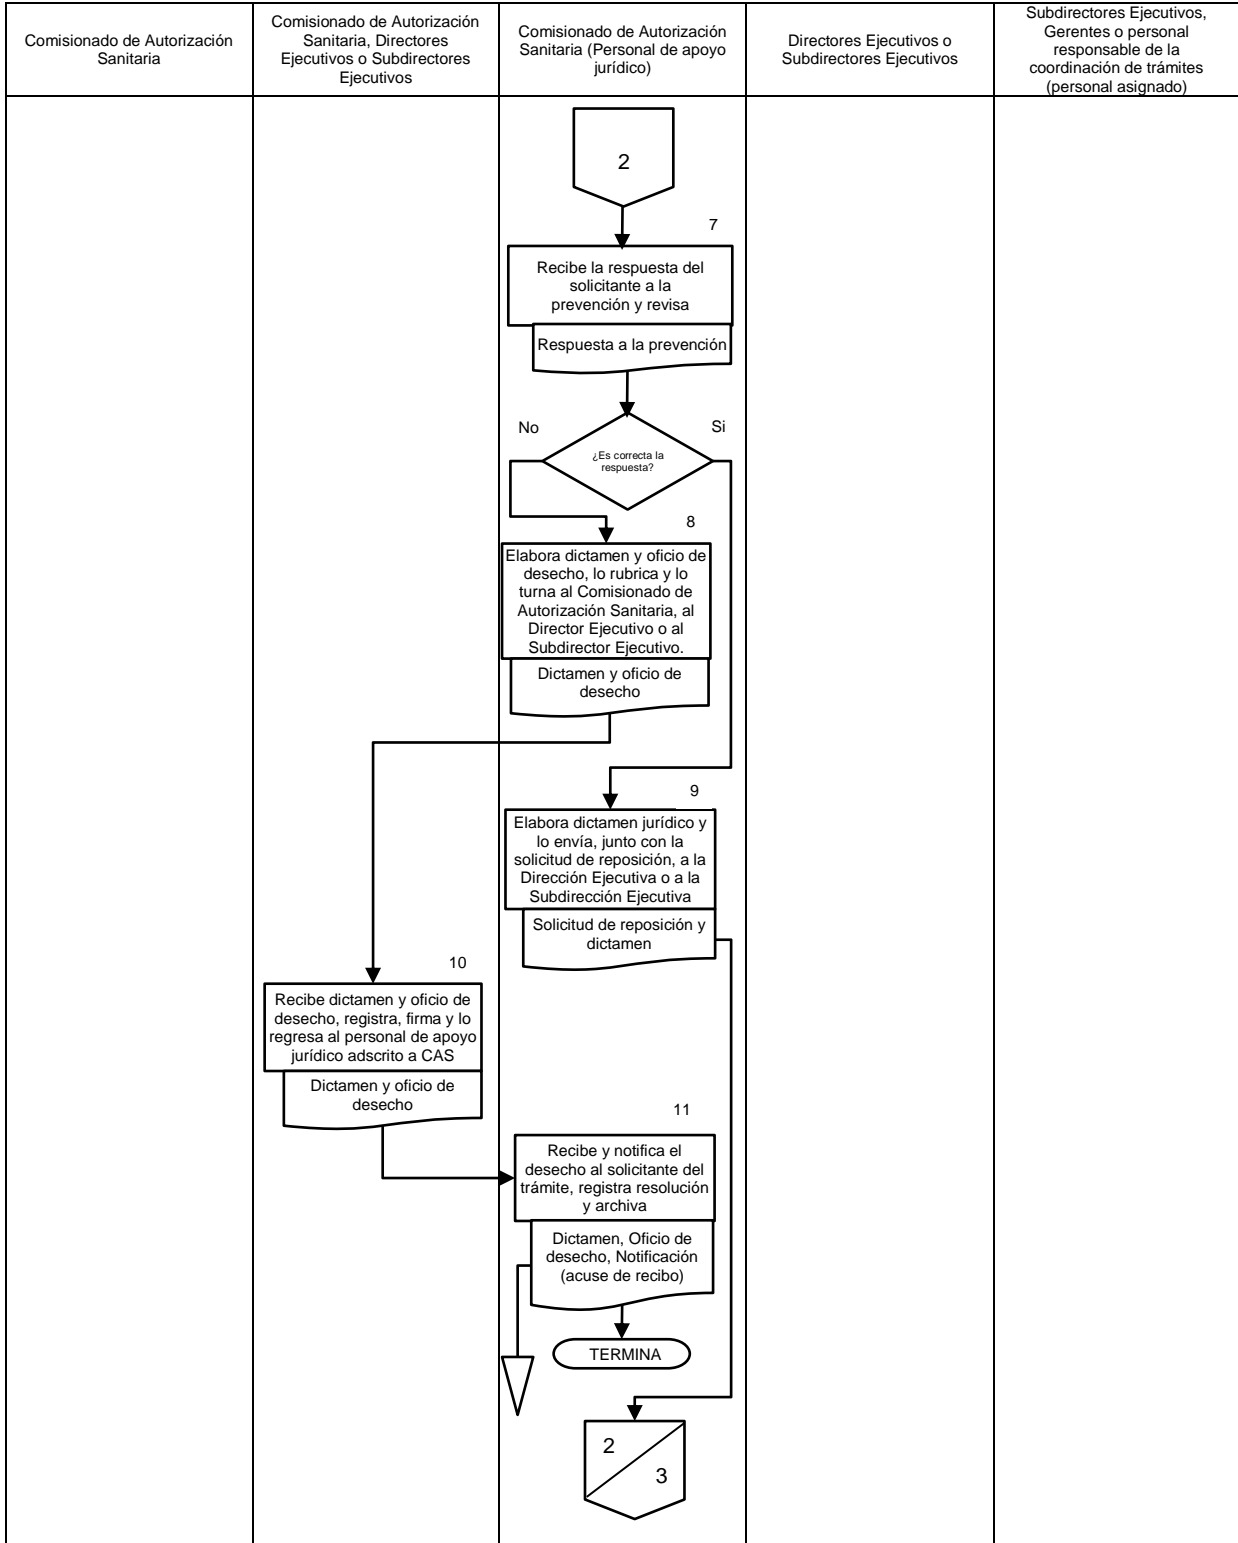 Comisionado de Autorización
Sanitaria
Comisionado de Autorización
Sanitaria, Directores
Ejecutivos o Subdirectores
Ejecutivos
Comisionado de Autorización
Sanitaria (Personal de apoyo
jurídico)
Directores Ejecutivos o
Subdirectores Ejecutivos
Subdirectores Ejecutivos,
Gerentes o personal
responsable de la
coordinación de trámites
(personal asignado)
2
7
Recibe la respuesta del
solicitante a la
prevención y revisa
Respuesta a la prevención
No
Si
¿Es correcta la
respuesta?
8
Elabora dictamen y oficio de
desecho, lo rubrica y lo
turna al Comisionado de
Autorización Sanitaria, al
Director Ejecutivo o al
Subdirector Ejecutivo.
Dictamen y oficio de
desecho
9
Elabora dictamen jurídico y
lo envía, junto con la
solicitud de reposición, a la
Dirección Ejecutiva o a la
Subdirección Ejecutiva
Solicitud de reposición y
dictamen
10
Recibe dictamen y oficio de
desecho, registra, firma y lo
regresa al personal de apoyo
jurídico adscrito a CAS
Dictamen y oficio de
desecho
11
Recibe y notifica el
desecho al solicitante del
trámite, registra resolución
y archiva
Dictamen, Oficio de
desecho, Notificación
(acuse de recibo)
TERMINA
2
3